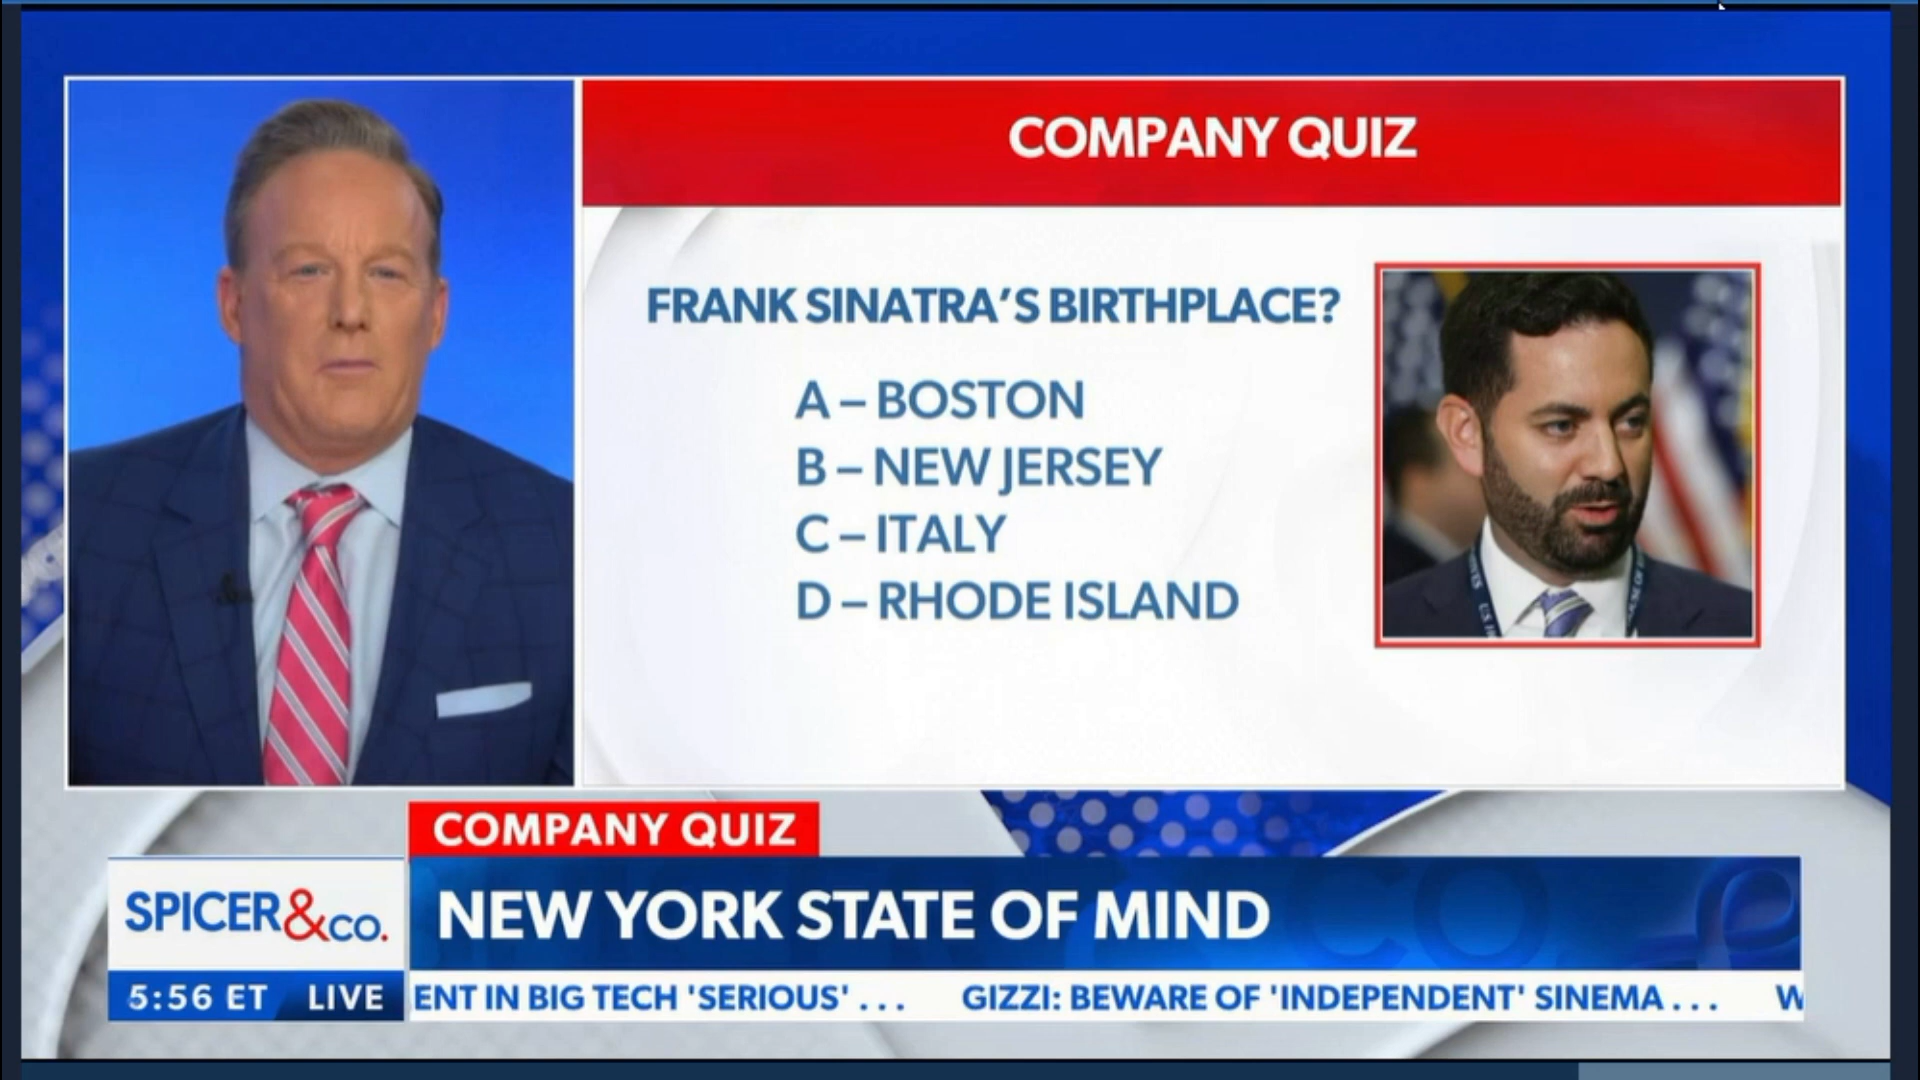 COMPANY QUIZ
FRANK SINATRA'S BIRTHPLACE?
A – BOSTON
B – NEW JERSEY
C – ITALY
D – RHODE ISLAND
COMPANY QUIZ
SPICER&CO.
NEW YORK STATE OF MIND
5:56 ET LIVE
ENT IN BIG TECH 'SERIOUS' . . . GIZZI: BEWARE OF 'INDEPENDENT' SINEMA . . . W